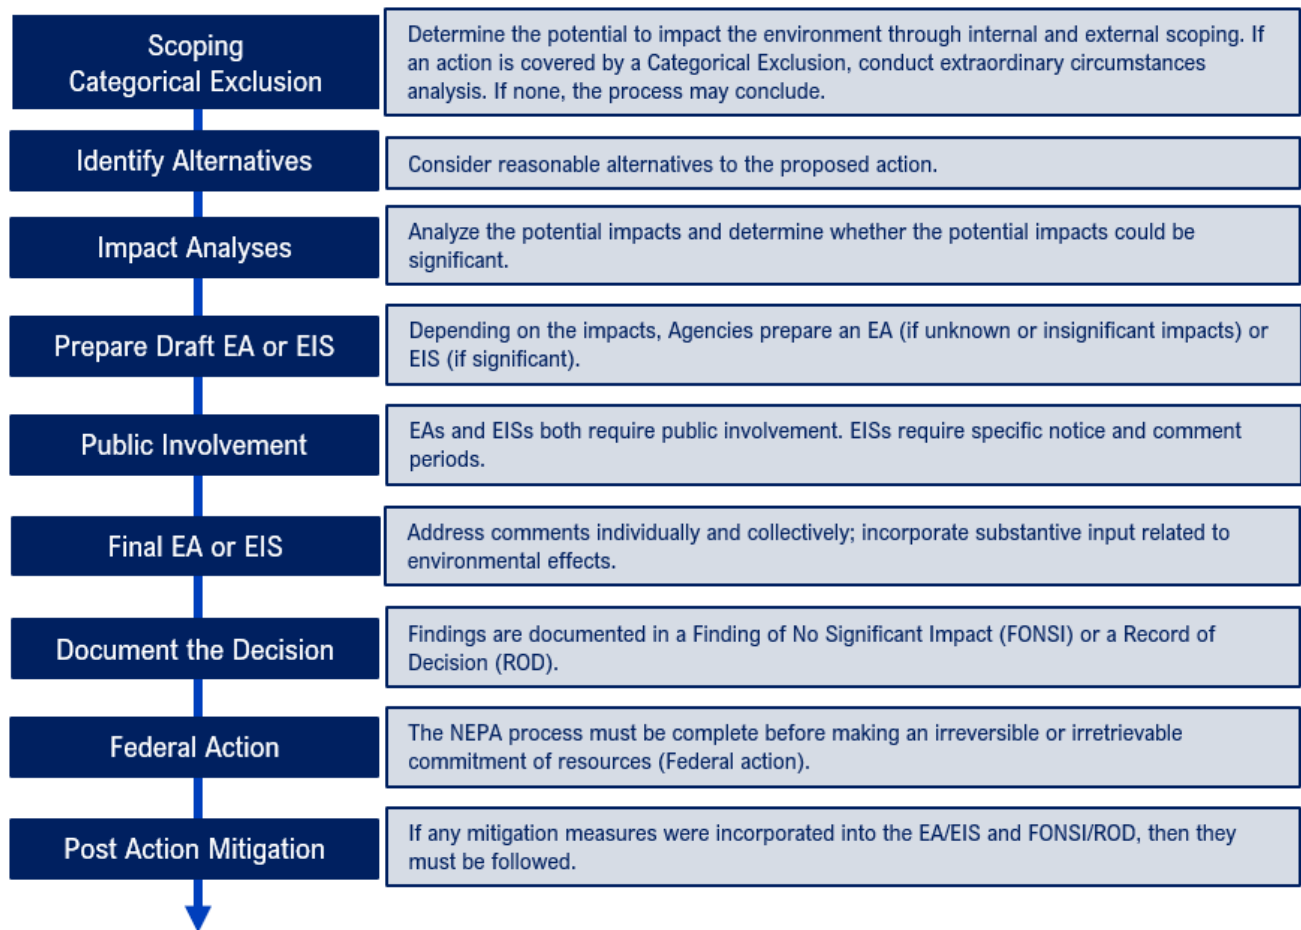 Scoping
Categorical Exclusion
Determine the potential to impact the environment through internal and external scoping. If
an action is covered by a Categorical Exclusion, conduct extraordinary circumstances
analysis. If none, the process may conclude.
Identify Alternatives
Consider reasonable alternatives to the proposed action.
Impact Analyses
Analyze the potential impacts and determine whether the potential impacts could be
significant.
Prepare Draft EA or EIS
Depending on the impacts, Agencies prepare an EA (if unknown or insignificant impacts) or
EIS (if significant).
Public Involvement
EAs and EISs both require public involvement. EISs require specific notice and comment
periods.
Final EA or EIS
Address comments individually and collectively; incorporate substantive input related to
environmental effects.
Document the Decision
Findings are documented in a Finding of No Significant Impact (FONSI) or a Record of
Decision (ROD).
Federal Action
The NEPA process must be complete before making an irreversible or irretrievable
commitment of resources (Federal action).
Post Action Mitigation
If any mitigation measures were incorporated into the EA/EIS and FONSI/ROD, then they
must be followed.